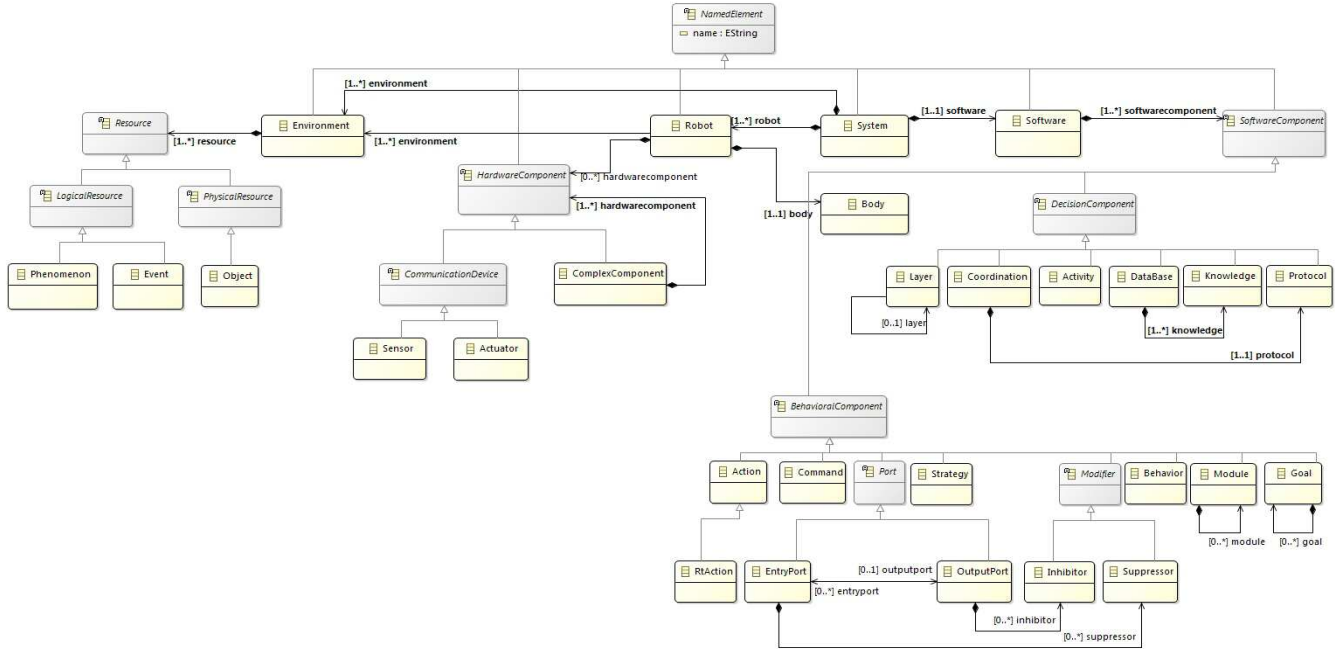 NamedElement
name : EString
[1..*] environment
Resource
Environment
Robot
System
Software
SoftwareComponent
[1..*] resource
[1..*] environment
[1..*] robot
[1..1] software
[1..*] softwarecomponent
HardwareComponent
[0..*] hardwarecomponent
[1..*] hardwarecomponent
[1..1] body
Body
LogicalResource
PhysicalResource
DecisionComponent
Phenomenon
Event
Object
CommunicationDevice
ComplexComponent
Layer
Coordination
Activity
DataBase
Knowledge
Protocol
[0..1] layer
[1..*] knowledge
[1..1] protocol
Sensor
Actuator
BehavioralComponent
Action
Command
Port
Strategy
Modifier
Behavior
Module
Goal
[0..*] module
[0..*] goal
RtAction
EntryPort
[0..1] outputport
[0..*] entryport
OutputPort
Inhibitor
Suppressor
[0..*] inhibitor
[0..*] suppressor